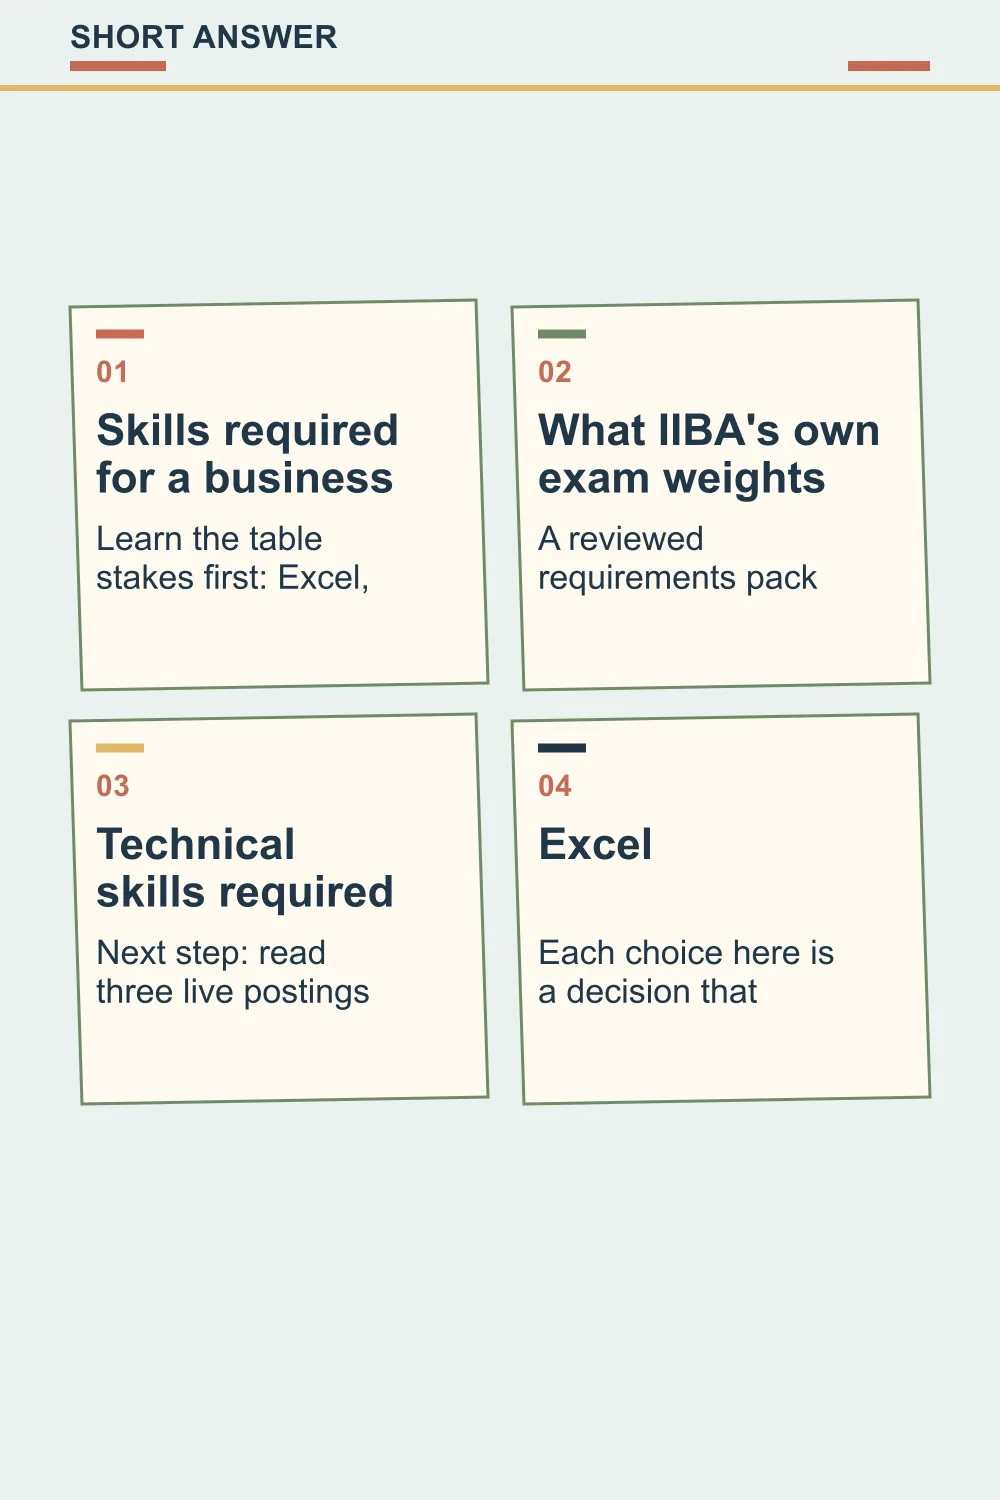 SHORT ANSWER
01
Skills required
for a business
Learn the table
stakes first: Excel,
02
What IIBA's own
exam weights
A reviewed
requirements pack
03
Technical
skills required
Next step: read
three live postings
04
Excel
Each choice here is
a decision that